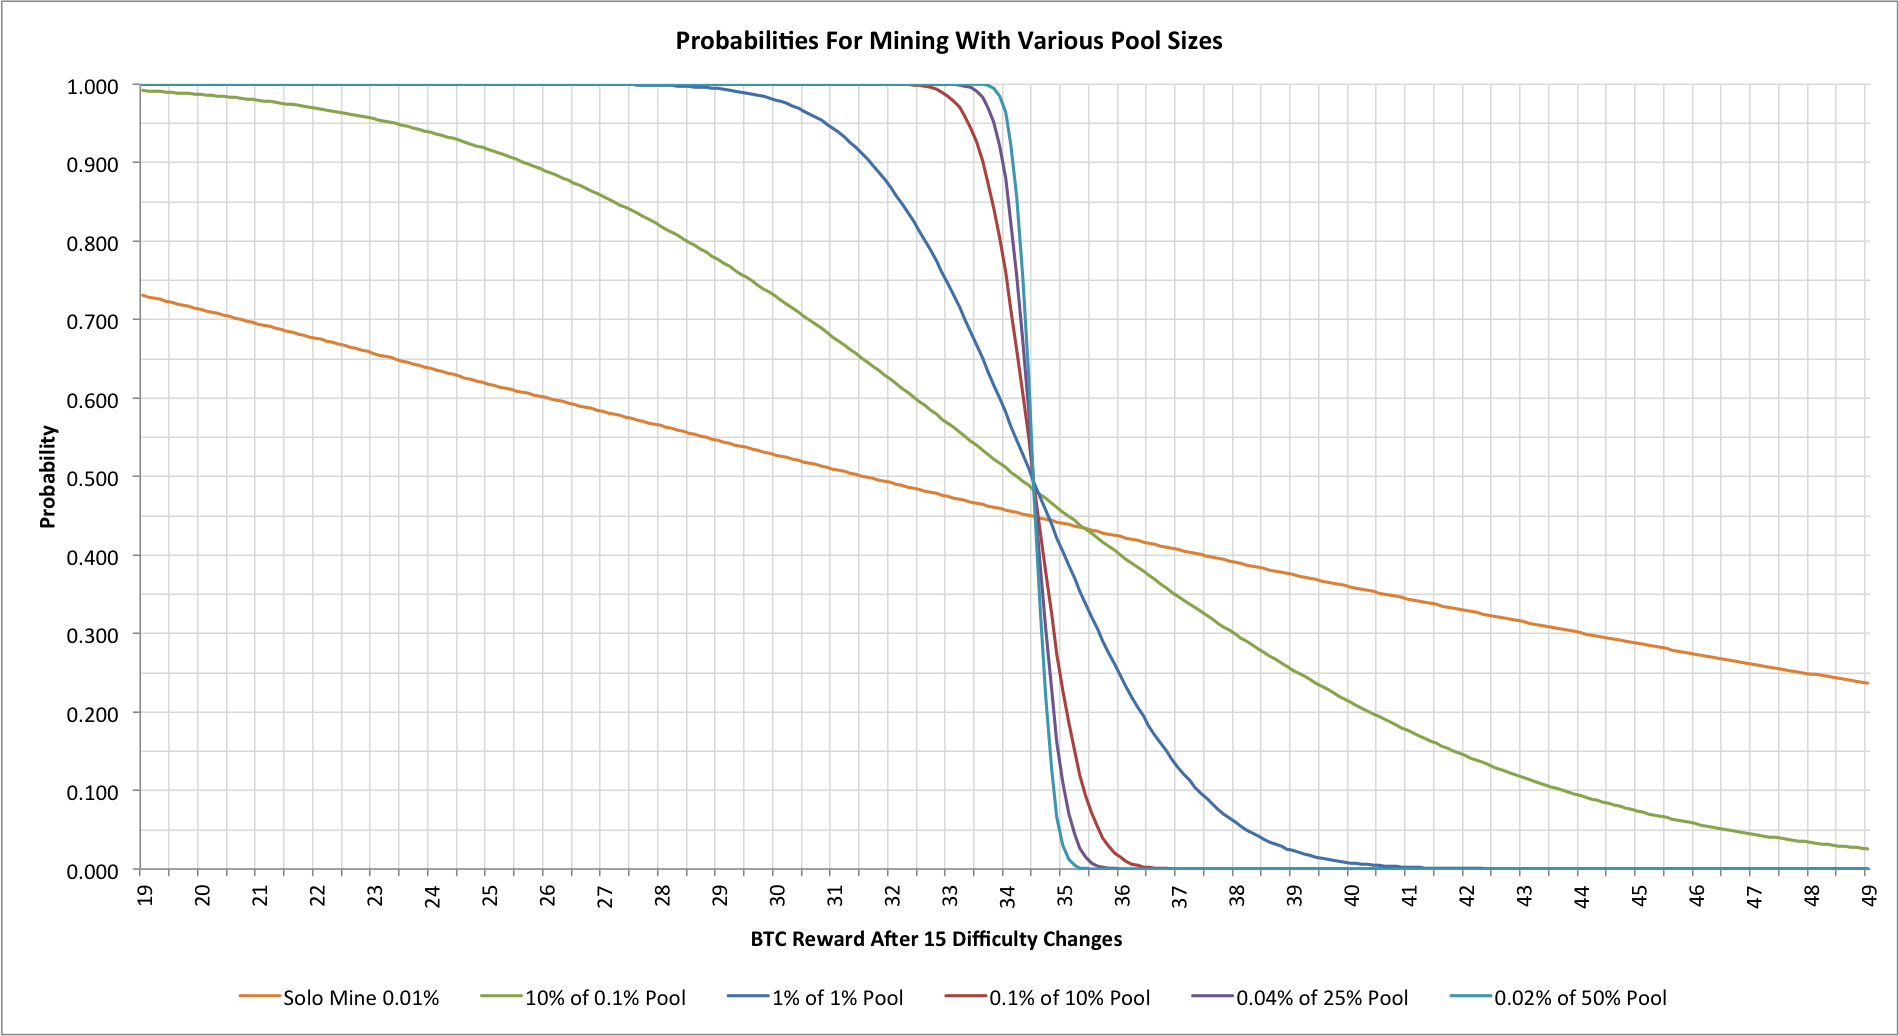 Probabilities For Mining With Various Pool Sizes
1.000
0.900
0.800
0.700
0.600
0.500
0.400
0.300
0.200
0.100
0.000
Probability
19 20 21 22 23 24 25 26 27 28 29 30 31 32 33 34 35 36 37 38 39 40 41 42 43 44 45 46 47 48 49
BTC Reward After 15 Difficulty Changes
Solo Mine 0.01% 10% of 0.1% Pool 1% of 1% Pool 0.1% of 10% Pool 0.04% of 25% Pool 0.02% of 50% Pool